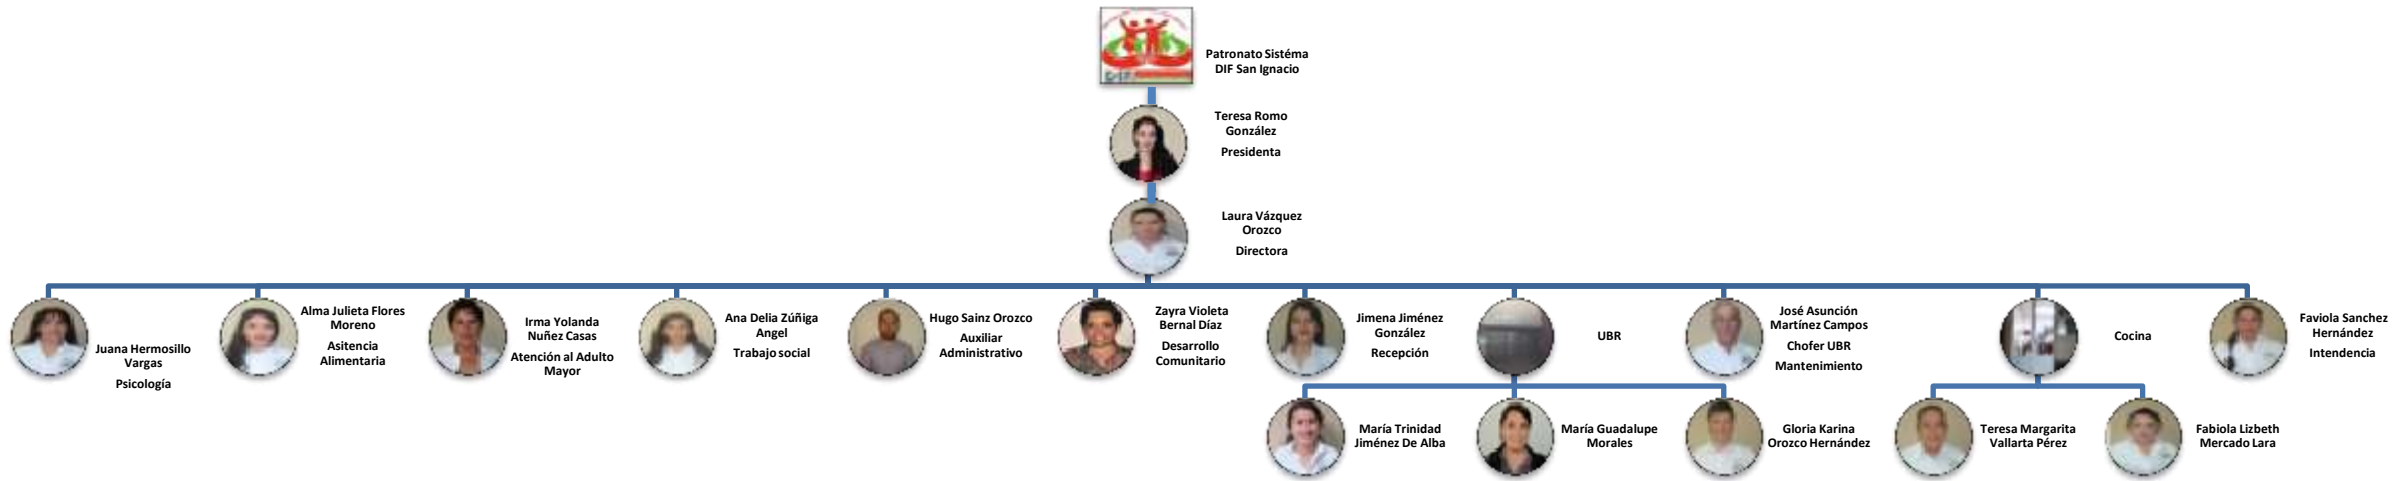 Patronato Sistéma
DIF San Ignacio
Teresa Romo
González
Presidenta
Laura Vázquez
Orozco
Directora
Juana Hermosillo
Vargas
Psicología
Alma Julieta Flores
Moreno
Asitencia
Alimentaria
Irma Yolanda
Nuñez Casas
Atención al Adulto
Mayor
Ana Delia Zúñiga
Angel
Trabajo social
Hugo Sainz Orozco
Auxiliar
Administrativo
Zayra Violeta
Bernal Díaz
Desarrollo
Comunitario
Jimena Jiménez
González
Recepción
UBR
José Asunción
Martínez Campos
Chofer UBR
Mantenimiento
Cocina
Faviola Sanchez
Hernández
Intendencia
María Trinidad
Jiménez De Alba
María Guadalupe
Morales
Gloria Karina
Orozco Hernández
Teresa Margarita
Vallarta Pérez
Fabiola Lizbeth
Mercado Lara